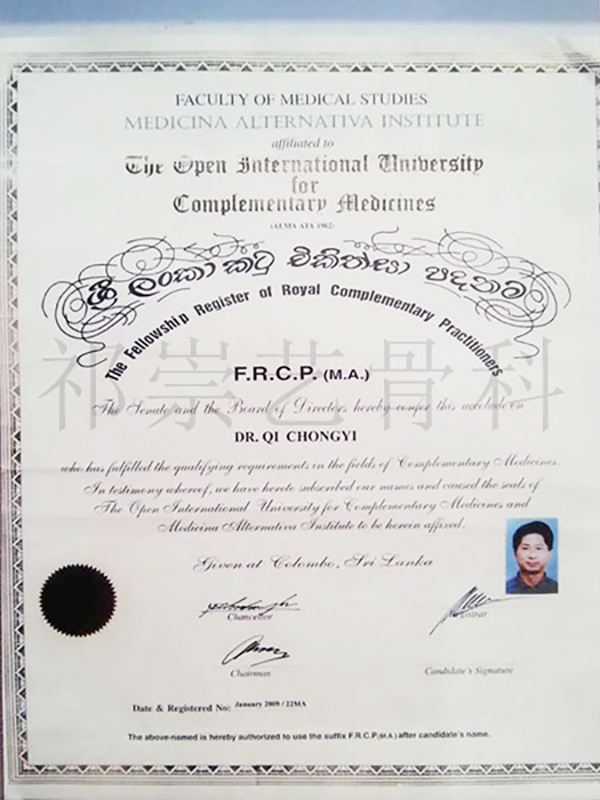 FACULTY OF MEDICAL STUDIES
MEDICINA ALTERNATIVA INSTITUTE
affiliated to
The Open International University
for
Complementary Medicines
(ALMA ATA 1962)
ශ්‍රී ලංකා කටු චිකිත්සා පදනම
The Fellowship Register of Royal Complementary Practitioners
F.R.C.P. (M.A.)
祁崇艺骨科
The Senate and the Board of Directors hereby confer this accolade on
DR. QI CHONGYI
who has fulfilled the qualifying requirements in the fields of Complementary Medicines.
In testimony whereof, we have hereto subscribed our names and caused the seals of
The Open International University for Complementary Medicines and
Medicina Alternativa Institute to be herein affixed.
Given at Colombo, Sri Lanka
Chancellor
Registrar
Chairman
Candidate's Signature
Date & Registered No: January 2009 / 22MA
The above-named is hereby authorized to use the suffix F.R.C.P.(M.A.) after candidate's name.